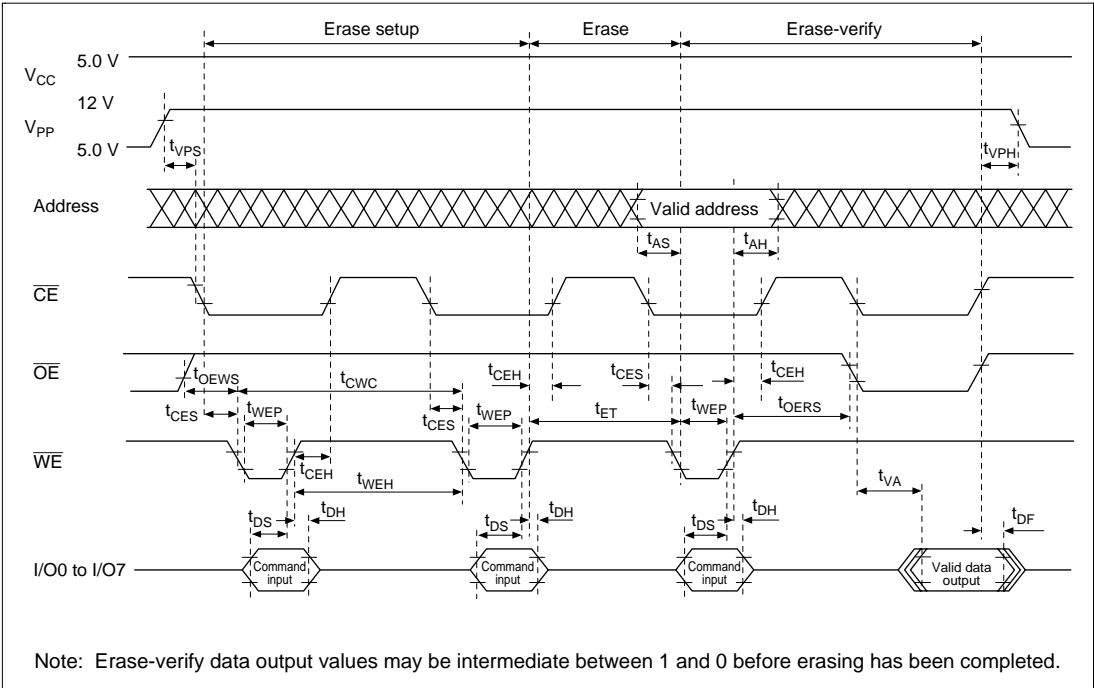 Erase setup Erase Erase-verify
5.0 V
VCC
12 V
VPP
5.0 V
tVPS tVPH
Address Valid address
tAS tAH
CE
OE
tOEWS tCWC tCEH tCES tCEH
tCES tWEP tCES tWEP tET tWEP tOERS
WE
tCEH
tWEH tVA
tDS tDH tDS tDH tDS tDH tDF
I/O0 to I/O7 Command input Command input Command input Valid data output
Note: Erase-verify data output values may be intermediate between 1 and 0 before erasing has been completed.